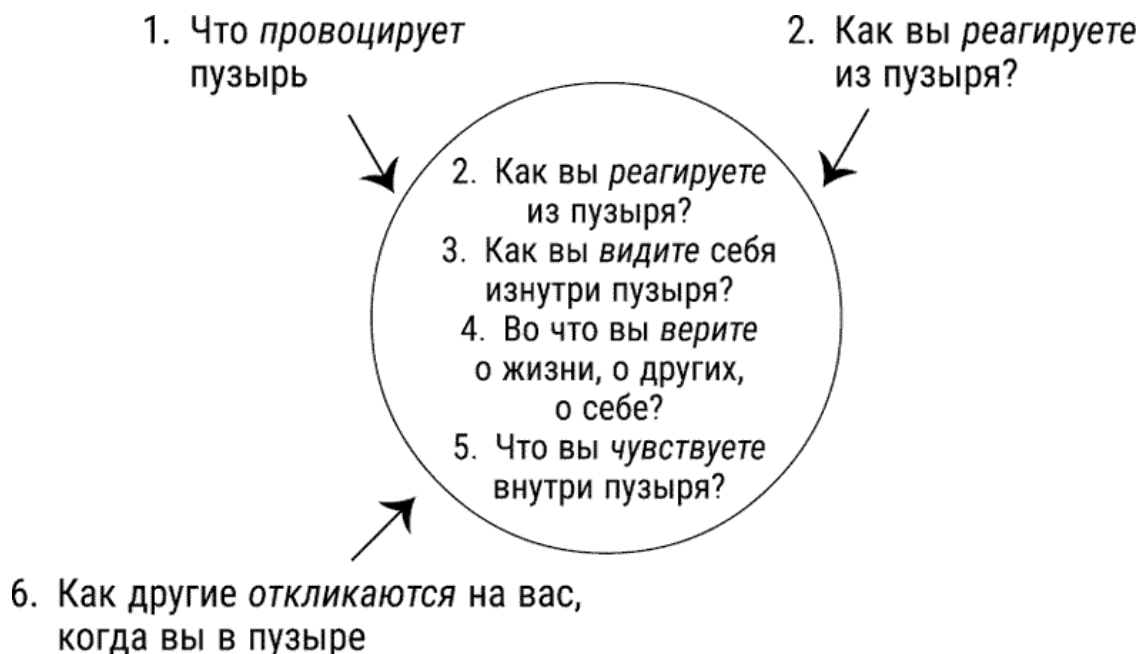 1. Что провоцирует
пузырь
2. Как вы реагируете
из пузыря?
2. Как вы реагируете
из пузыря?
3. Как вы видите себя
изнутри пузыря?
4. Во что вы верите
о жизни, о других,
о себе?
5. Что вы чувствуете
внутри пузыря?
6. Как другие откликаются на вас,
когда вы в пузыре